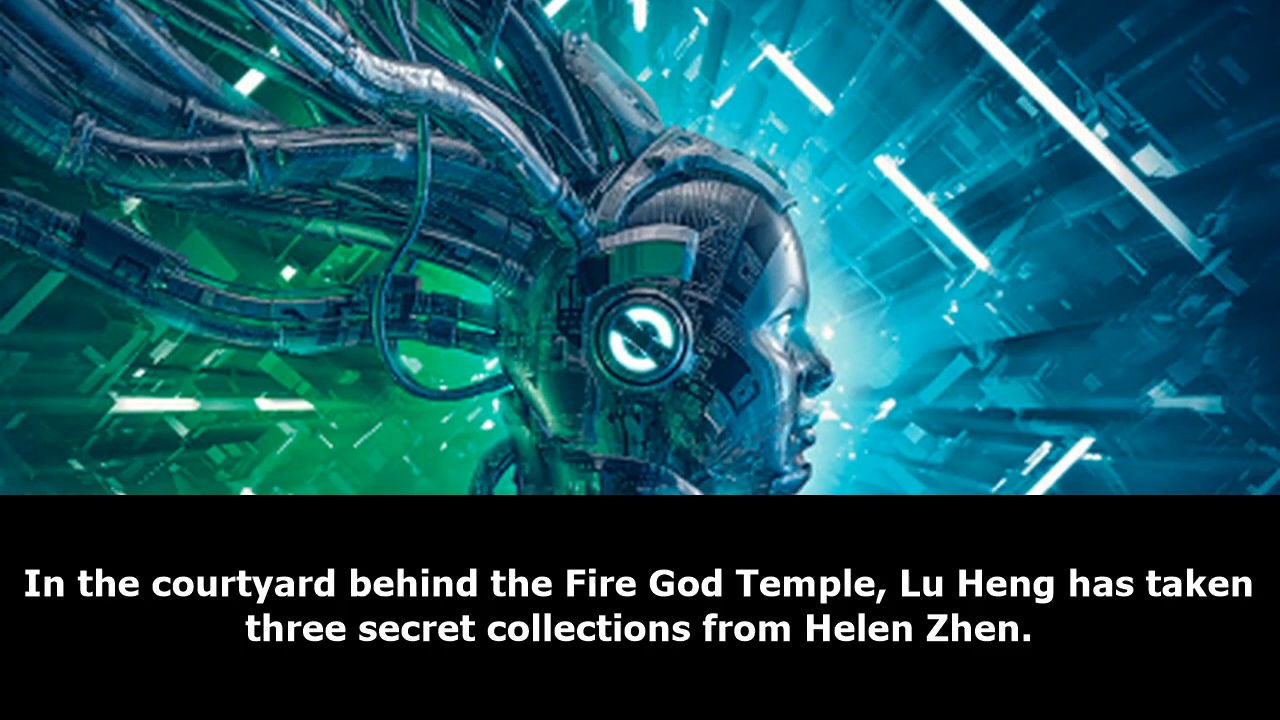 In the courtyard behind the Fire God Temple, Lu Heng has taken
three secret collections from Helen Zhen.